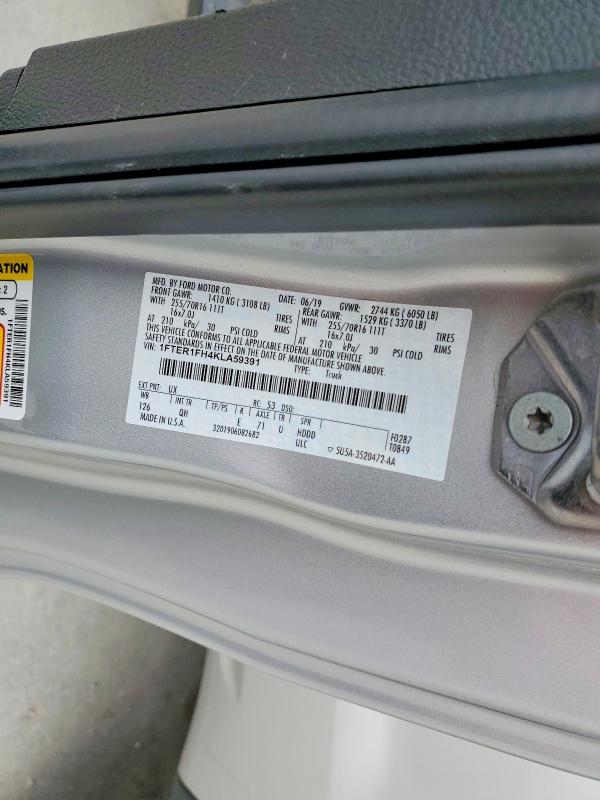 MFD. BY FORD MOTOR CO.
DATE: 06/19 GVWR: 2744 KG ( 6050 LB)
FRONT GAWR: 1410 KG ( 3108 LB) REAR GAWR: 1529 KG ( 3370 LB)
WITH 255/70R16 111T TIRES WITH 255/70R16 111T TIRES
16x7.0J RIMS 16x7.0J RIMS
AT 210 kPa/ 30 PSI COLD AT 210 kPa/ 30 PSI COLD
THIS VEHICLE CONFORMS TO ALL APPLICABLE FEDERAL MOTOR VEHICLE
SAFETY STANDARDS IN EFFECT ON THE DATE OF MANUFACTURE SHOWN ABOVE.
1FTER1FH4KLA59391
TYPE: Truck
EXT PNT: UX RC: 53 DSO:
WB INT TR TP/PS R AXLE TR SPR F0287
126 QH E 71 U HDDD T0849
MADE IN U.S.A. 3201906082682 ULC ▽ 5U5A-3520472-AA
ATION
: 2
os.
TER1FH4KLA59391